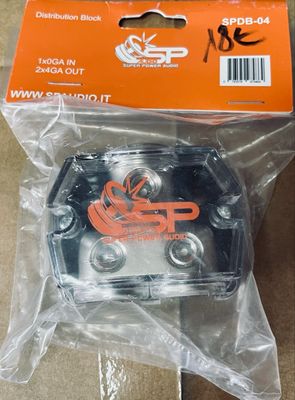 Distribution Block
SPDB-04
18€
1x0GA IN
2x4GA OUT
SP
AUDIO
SUPER POWER AUDIO
WWW.SPAUDIO.IT
SP
SUPER POWER AUDIO